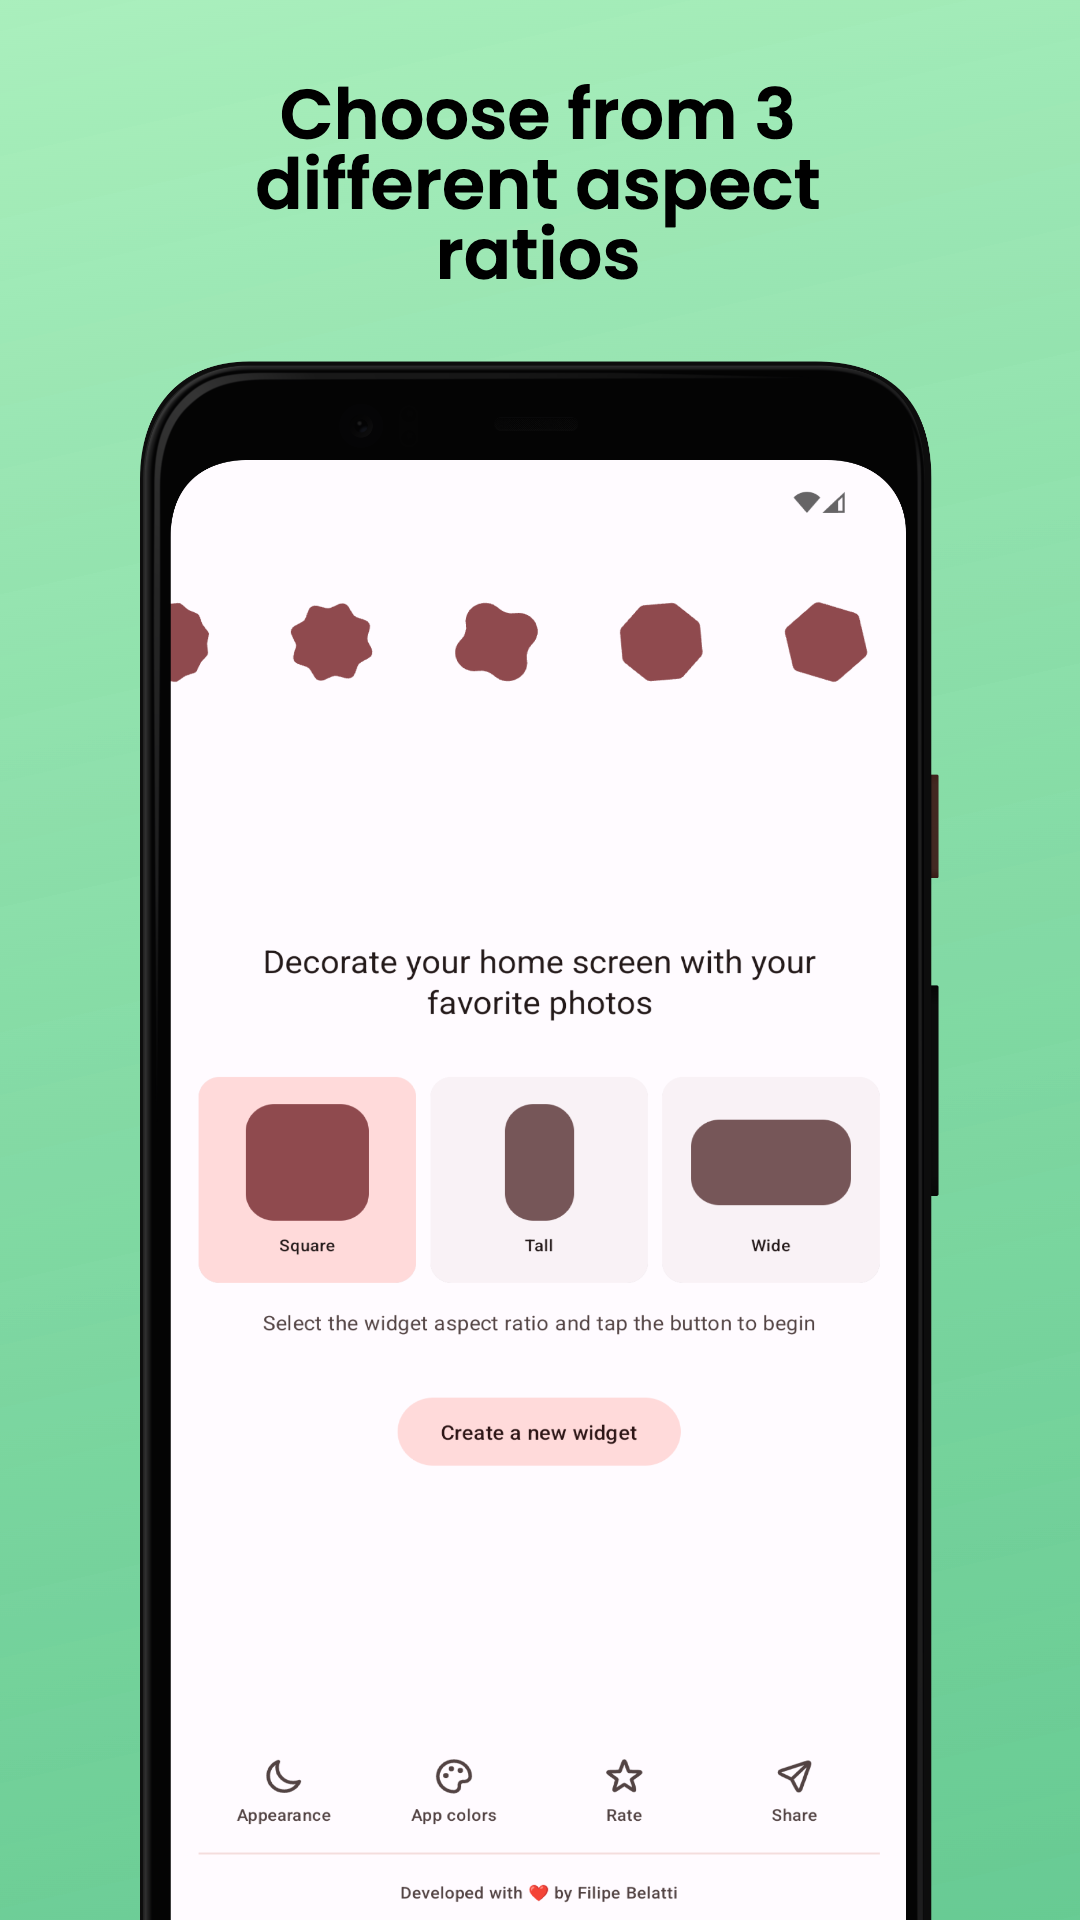 Choose from 3
different aspect
ratios
Decorate your home screen with your
favorite photos
Square
Tall
Wide
Select the widget aspect ratio and tap the button to begin
Create a new widget
Appearance
App colors
Rate
Share
Developed with ❤️ by Filipe Belatti